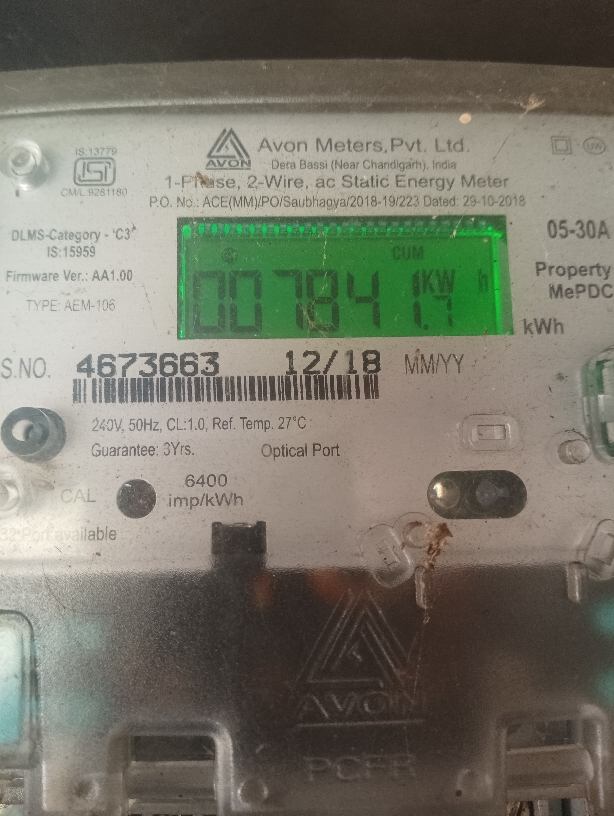 IS:13779
ISI
CM/L 9281180
AVON
Avon Meters,Pvt. Ltd.
Dera Bassi (Near Chandigarh), India
1-Phase, 2-Wire, ac Static Energy Meter
P.O. No.: ACE(MM)/PO/Saubhagya/2018-19/223 Dated: 29-10-2018
DLMS-Category - 'C3'
IS:15959
Firmware Ver.: AA1.00
TYPE: AEM-106
CUM
007841.7 KW h
05-30A
Property
MePDC
kWh
S.NO. 4673663 12/18 MM/YY
240V, 50Hz, CL:1.0, Ref. Temp. 27°C
Guarantee: 3Yrs. Optical Port
CAL 6400
imp/kWh
Port available
AVON